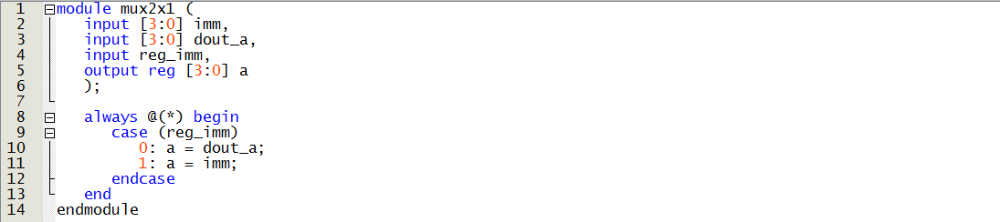 1 module mux2x1 (
2 input [3:0] imm,
3 input [3:0] dout_a,
4 input reg_imm,
5 output reg [3:0] a
6 );
7
8 always @(*) begin
9 case (reg_imm)
10 0: a = dout_a;
11 1: a = imm;
12 endcase
13 end
14 endmodule